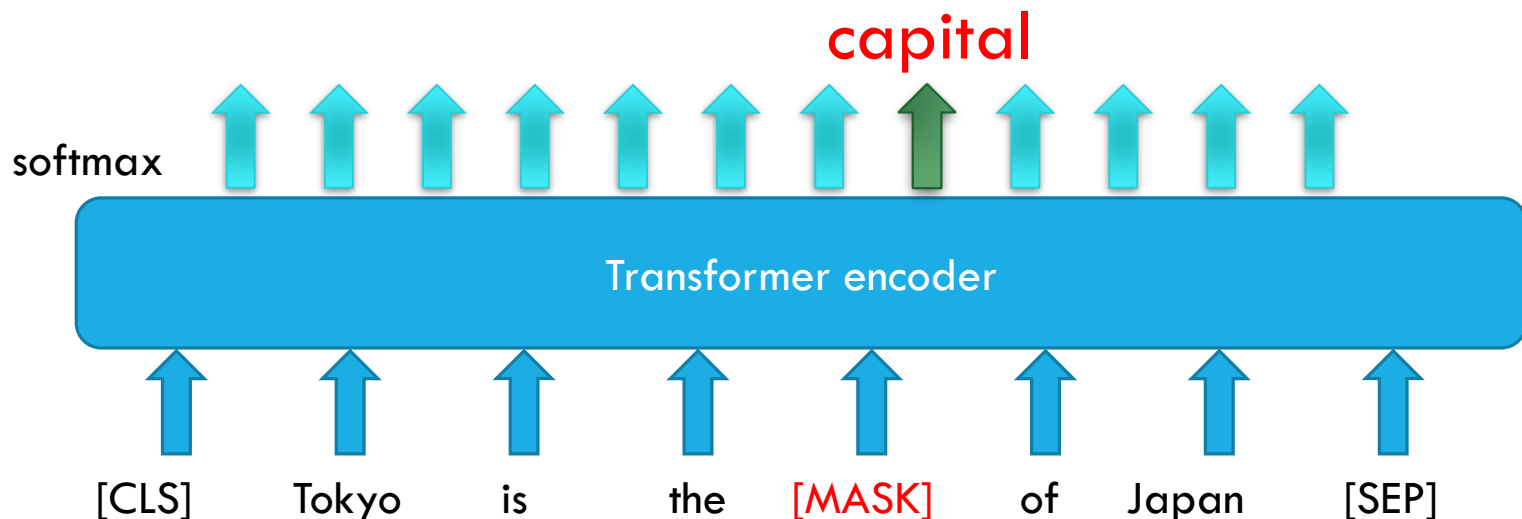 capital
softmax
Transformer encoder
[CLS] Tokyo is the [MASK] of Japan [SEP]